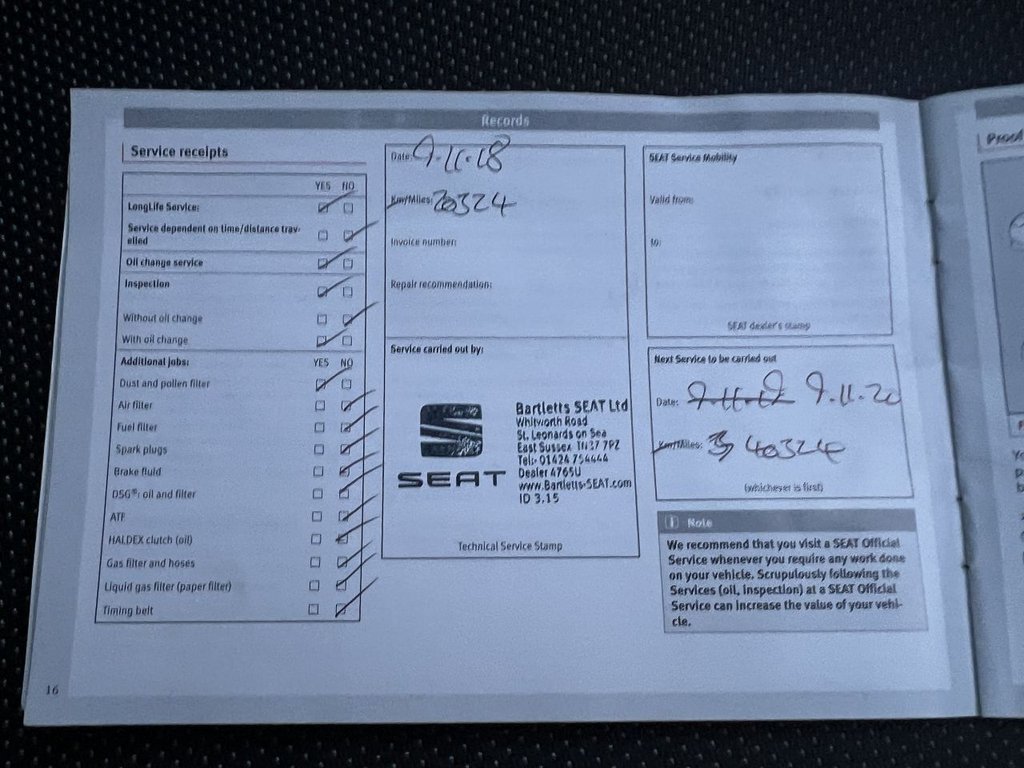 Records
Service receipts
YES NO
LongLife Service:
Service dependent on time/distance trav-
elled
Oil change service
Inspection
Without oil change
With oil change
Additional jobs: YES NO
Dust and pollen filter
Air filter
Fuel filter
Spark plugs
Brake fluid
DSG®: oil and filter
ATF
HALDEX clutch (oil)
Gas filter and hoses
Liquid gas filter (paper filter)
Timing belt
Date: 9.11.18
Km/Miles: 20324
Invoice number:
Repair recommendation:
Service carried out by:
SEAT
Bartletts SEAT Ltd
Whitworth Road
St. Leonards on Sea
East Sussex TN37 7PZ
Tel:- 01424 754444
Dealer 4765U
www.Bartletts-SEAT.com
ID 3.15
Technical Service Stamp
SEAT Service Mobility
Valid from:
to:
SEAT dealer's stamp
Next Service to be carried out
Date: 9.11.20
Km/Miles: 40324
(whichever is first)
Note
We recommend that you visit a SEAT Official
Service whenever you require any work done
on your vehicle. Scrupulously following the
Services (oil, inspection) at a SEAT Official
Service can increase the value of your vehi-
cle.
16